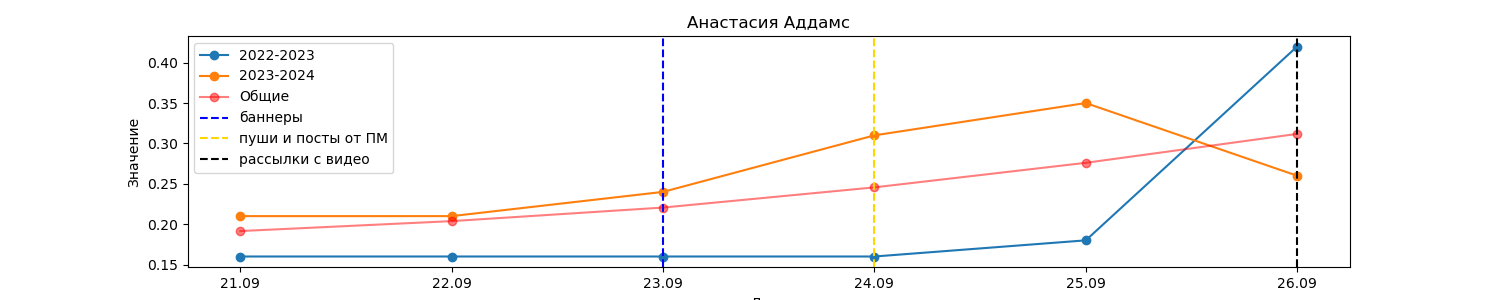 Анастасия Аддамс
2022-2023
2023-2024
Общие
баннеры
пуши и посты от ПМ
рассылки с видео
Значение
0.40
0.35
0.30
0.25
0.20
0.15
21.09
22.09
23.09
24.09
25.09
26.09